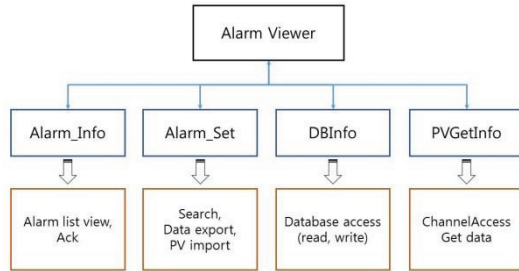 Alarm Viewer
Alarm_Info
Alarm_Set
DBInfo
PVGetInfo
Alarm list view,
Ack
Search,
Data export,
PV import
Database access
(read, write)
ChannelAccess
Get data